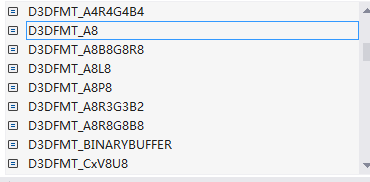 D3DFMT_A4R4G4B4
D3DFMT_A8
D3DFMT_A8B8G8R8
D3DFMT_A8L8
D3DFMT_A8P8
D3DFMT_A8R3G3B2
D3DFMT_A8R8G8B8
D3DFMT_BINARYBUFFER
D3DFMT_CxV8U8